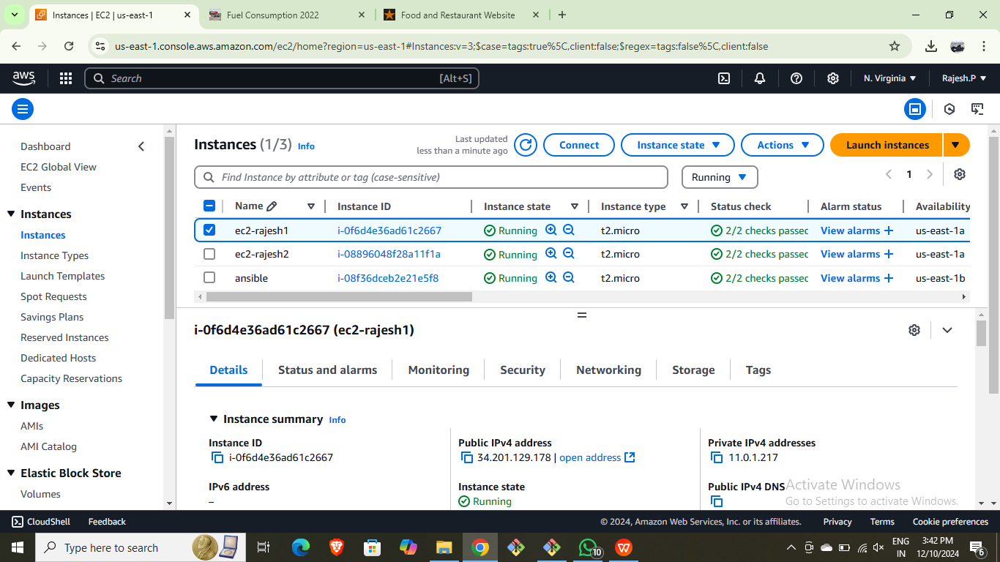 Instances | EC2 | us-east-1
Fuel Consumption 2022
Food and Restaurant Website
us-east-1.console.aws.amazon.com/ec2/home?region=us-east-1#Instances:v=3;$case=tags:true%5C,client:false;$regex=tags:false%5C,client:false
aws
Search
[Alt+S]
N. Virginia
Rajesh.P
Dashboard
EC2 Global View
Events
Instances
Instances
Instance Types
Launch Templates
Spot Requests
Savings Plans
Reserved Instances
Dedicated Hosts
Capacity Reservations
Images
AMIs
AMI Catalog
Elastic Block Store
Volumes
Instances (1/3) Info
Last updated
less than a minute ago
Connect
Instance state
Actions
Launch instances
Find Instance by attribute or tag (case-sensitive)
Running
1
Name Instance ID Instance state Instance type Status check Alarm status Availability
ec2-rajesh1 i-0f6d4e36ad61c2667 Running t2.micro 2/2 checks passed View alarms + us-east-1a
ec2-rajesh2 i-08896048f28a11f1a Running t2.micro 2/2 checks passed View alarms + us-east-1a
ansible i-08f36dceb2e21e5f8 Running t2.micro 2/2 checks passed View alarms + us-east-1b
i-0f6d4e36ad61c2667 (ec2-rajesh1)
Details Status and alarms Monitoring Security Networking Storage Tags
Instance summary Info
Instance ID
i-0f6d4e36ad61c2667
IPv6 address
–
Public IPv4 address
34.201.129.178 | open address
Instance state
Running
Private IPv4 addresses
11.0.1.217
Public IPv4 DNS
Activate Windows
Go to Settings to activate Windows.
CloudShell Feedback
© 2024, Amazon Web Services, Inc. or its affiliates. Privacy Terms Cookie preferences
Type here to search
10
ENG
IN
3:42 PM
12/10/2024
6